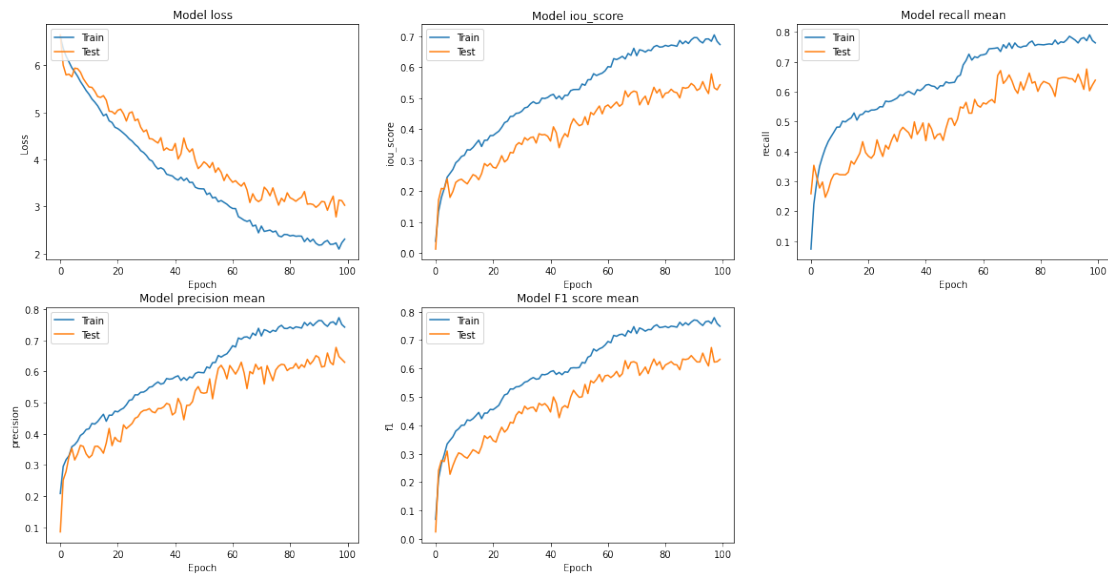 Model loss
Train
Test
Loss
6
5
4
3
2
0 20 40 60 80 100
Epoch
Model iou_score
Train
Test
iou_score
0.7
0.6
0.5
0.4
0.3
0.2
0.1
0.0
0 20 40 60 80 100
Epoch
Model recall mean
Train
Test
recall
0.8
0.7
0.6
0.5
0.4
0.3
0.2
0.1
0 20 40 60 80 100
Epoch
Model precision mean
Train
Test
precision
0.8
0.7
0.6
0.5
0.4
0.3
0.2
0.1
0 20 40 60 80 100
Epoch
Model F1 score mean
Train
Test
f1
0.8
0.7
0.6
0.5
0.4
0.3
0.2
0.1
0.0
0 20 40 60 80 100
Epoch